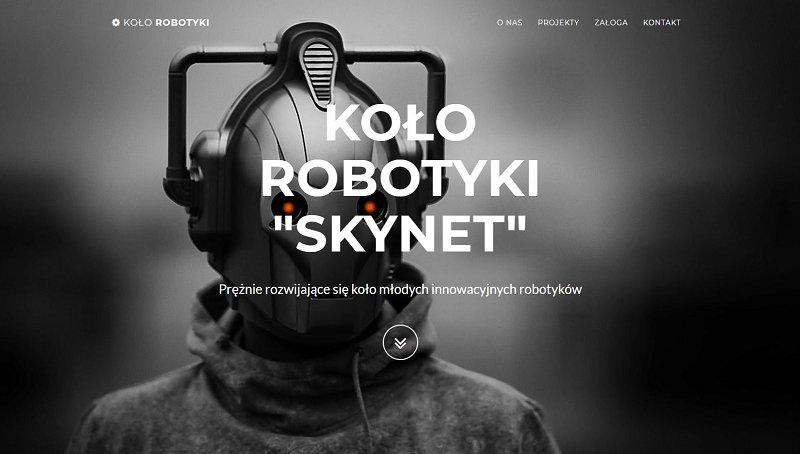 KOŁO ROBOTYKI
O NAS PROJEKTY ZAŁOGA KONTAKT
KOŁO
ROBOTYKI
"SKYNET"
Prężnie rozwijające się koło młodych innowacyjnych robotyków